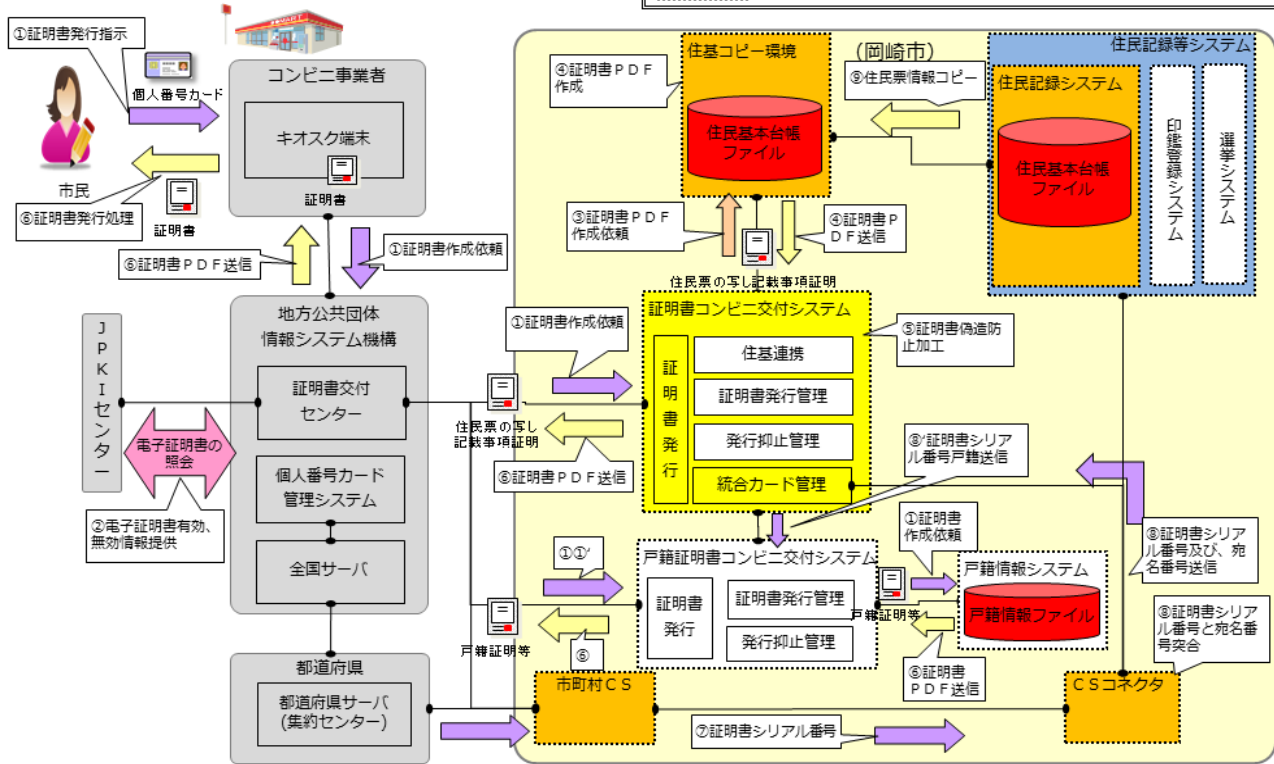 ①証明書発行指示
個人番号カード
市民
⑥証明書発行処理
証明書
コンビニ事業者
キオスク端末
証明書
⑥証明書ＰＤＦ送信
①証明書作成依頼
地方公共団体
情報システム機構
証明書交付
センター
個人番号カード
管理システム
全国サーバ
ＪＰＫＩセンター
電子証明書の
照会
②電子証明書有効、
無効情報提供
都道府県
都道府県サーバ
(集約センター)
(岡崎市)
住基コピー環境
④証明書ＰＤＦ
作成
住民基本台帳
ファイル
⑨住民票情報コピー
住民記録等システム
住民記録システム
住民基本台帳
ファイル
印鑑登録システム
選挙システム
③証明書ＰＤＦ
作成依頼
④証明書Ｐ
ＤＦ送信
住民票の写し記載事項証明
証明書コンビニ交付システム
①証明書作成依頼
⑤証明書偽造防
止加工
証明書発行
住基連携
証明書発行管理
発行抑止管理
統合カード管理
住民票の写し
記載事項証明
⑥証明書ＰＤＦ送信
⑧'証明書シリア
ル番号戸籍送信
戸籍証明書コンビニ交付システム
①①'
証明書
発行
証明書発行管理
発行抑止管理
戸籍証明等
⑥
①証明書
作成依頼
戸籍情報システム
戸籍情報ファイル
戸籍証明等
⑥証明書
ＰＤＦ送信
⑧証明書シリア
ル番号及び、宛
名番号送信
⑧証明書シリア
ル番号と宛名番
号突合
市町村ＣＳ
ＣＳコネクタ
⑦証明書シリアル番号